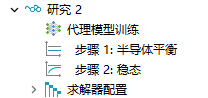 研究 2
代理模型训练
步骤 1: 半导体平衡
步骤 2: 稳态
求解器配置